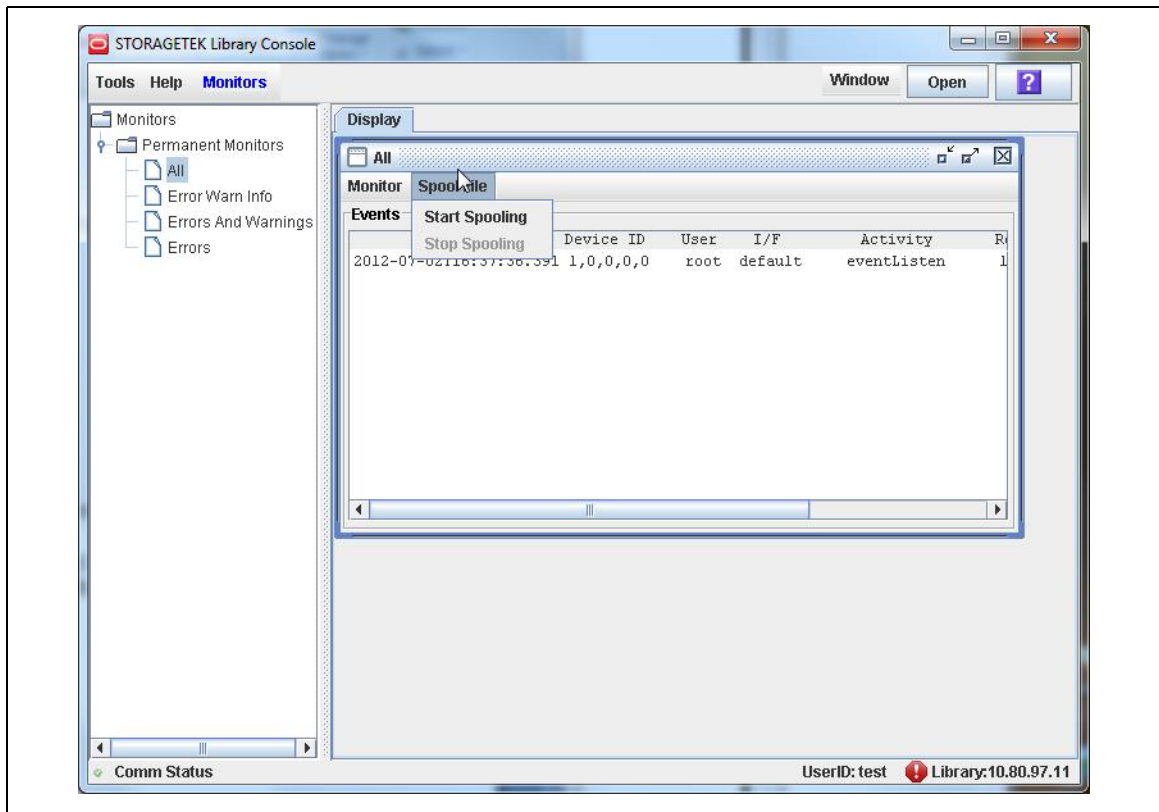 STORAGETEK Library Console
Tools Help Monitors Window Open ?
Monitors
Permanent Monitors
All
Error Warn Info
Errors And Warnings
Errors
Display
All
Monitor
Start Spooling
Stop Spooling
Events
Device ID User I/F Activity
1,0,0,0,0 root default eventListen
Comm Status UserID: test Library:10.80.97.11